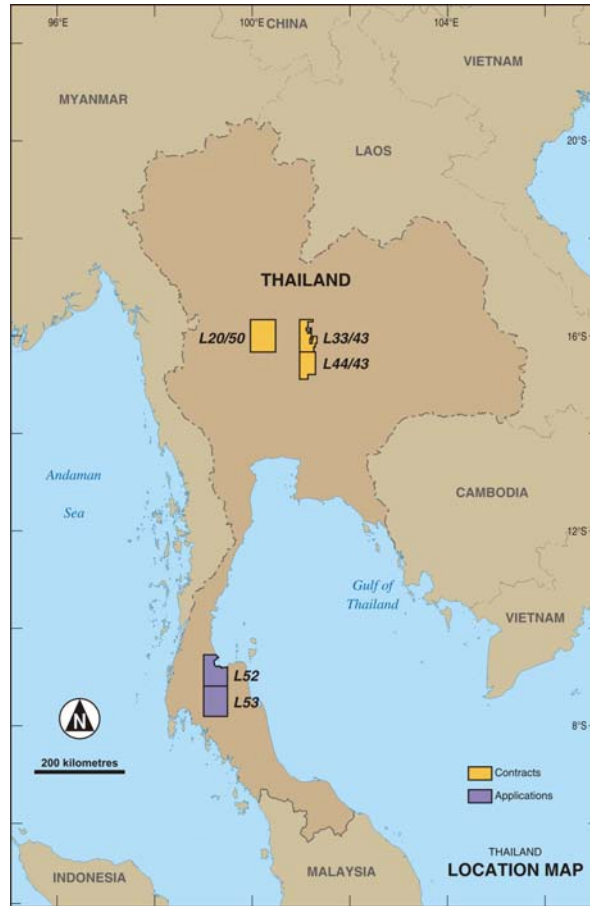 96°E
100°E
104°E
CHINA
VIETNAM
MYANMAR
LAOS
20°S
THAILAND
L20/50
L33/43
16°S
L44/43
Andaman
Sea
CAMBODIA
12°S
Gulf of
Thailand
VIETNAM
L52
L53
N
8°S
200 kilometres
Contracts
Applications
THAILAND
LOCATION MAP
INDONESIA
MALAYSIA